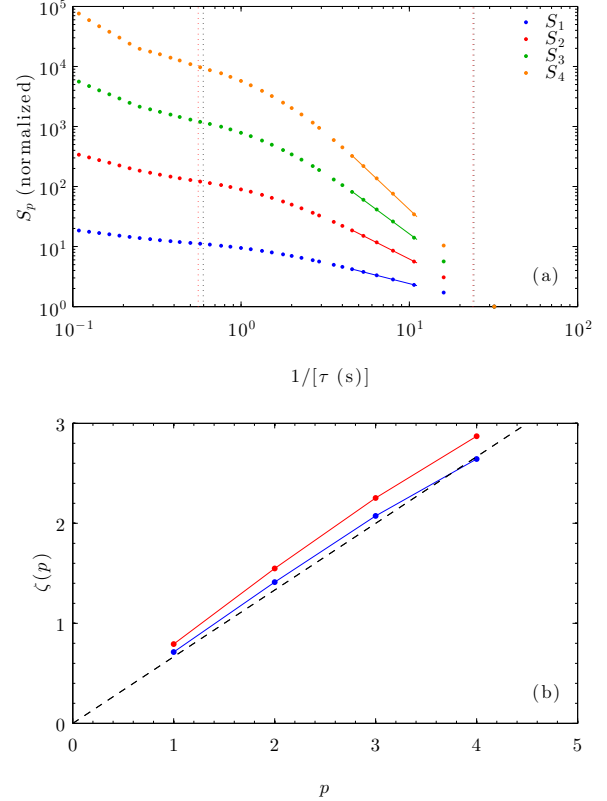 10^5
10^4
10^3
10^2
10^1
10^0
S_p (normalized)
S_1
S_2
S_3
S_4
(a)
10^{-1} 10^0 10^1 10^2
1/[τ (s)]
3
2
1
0
ζ(p)
(b)
0 1 2 3 4 5
p